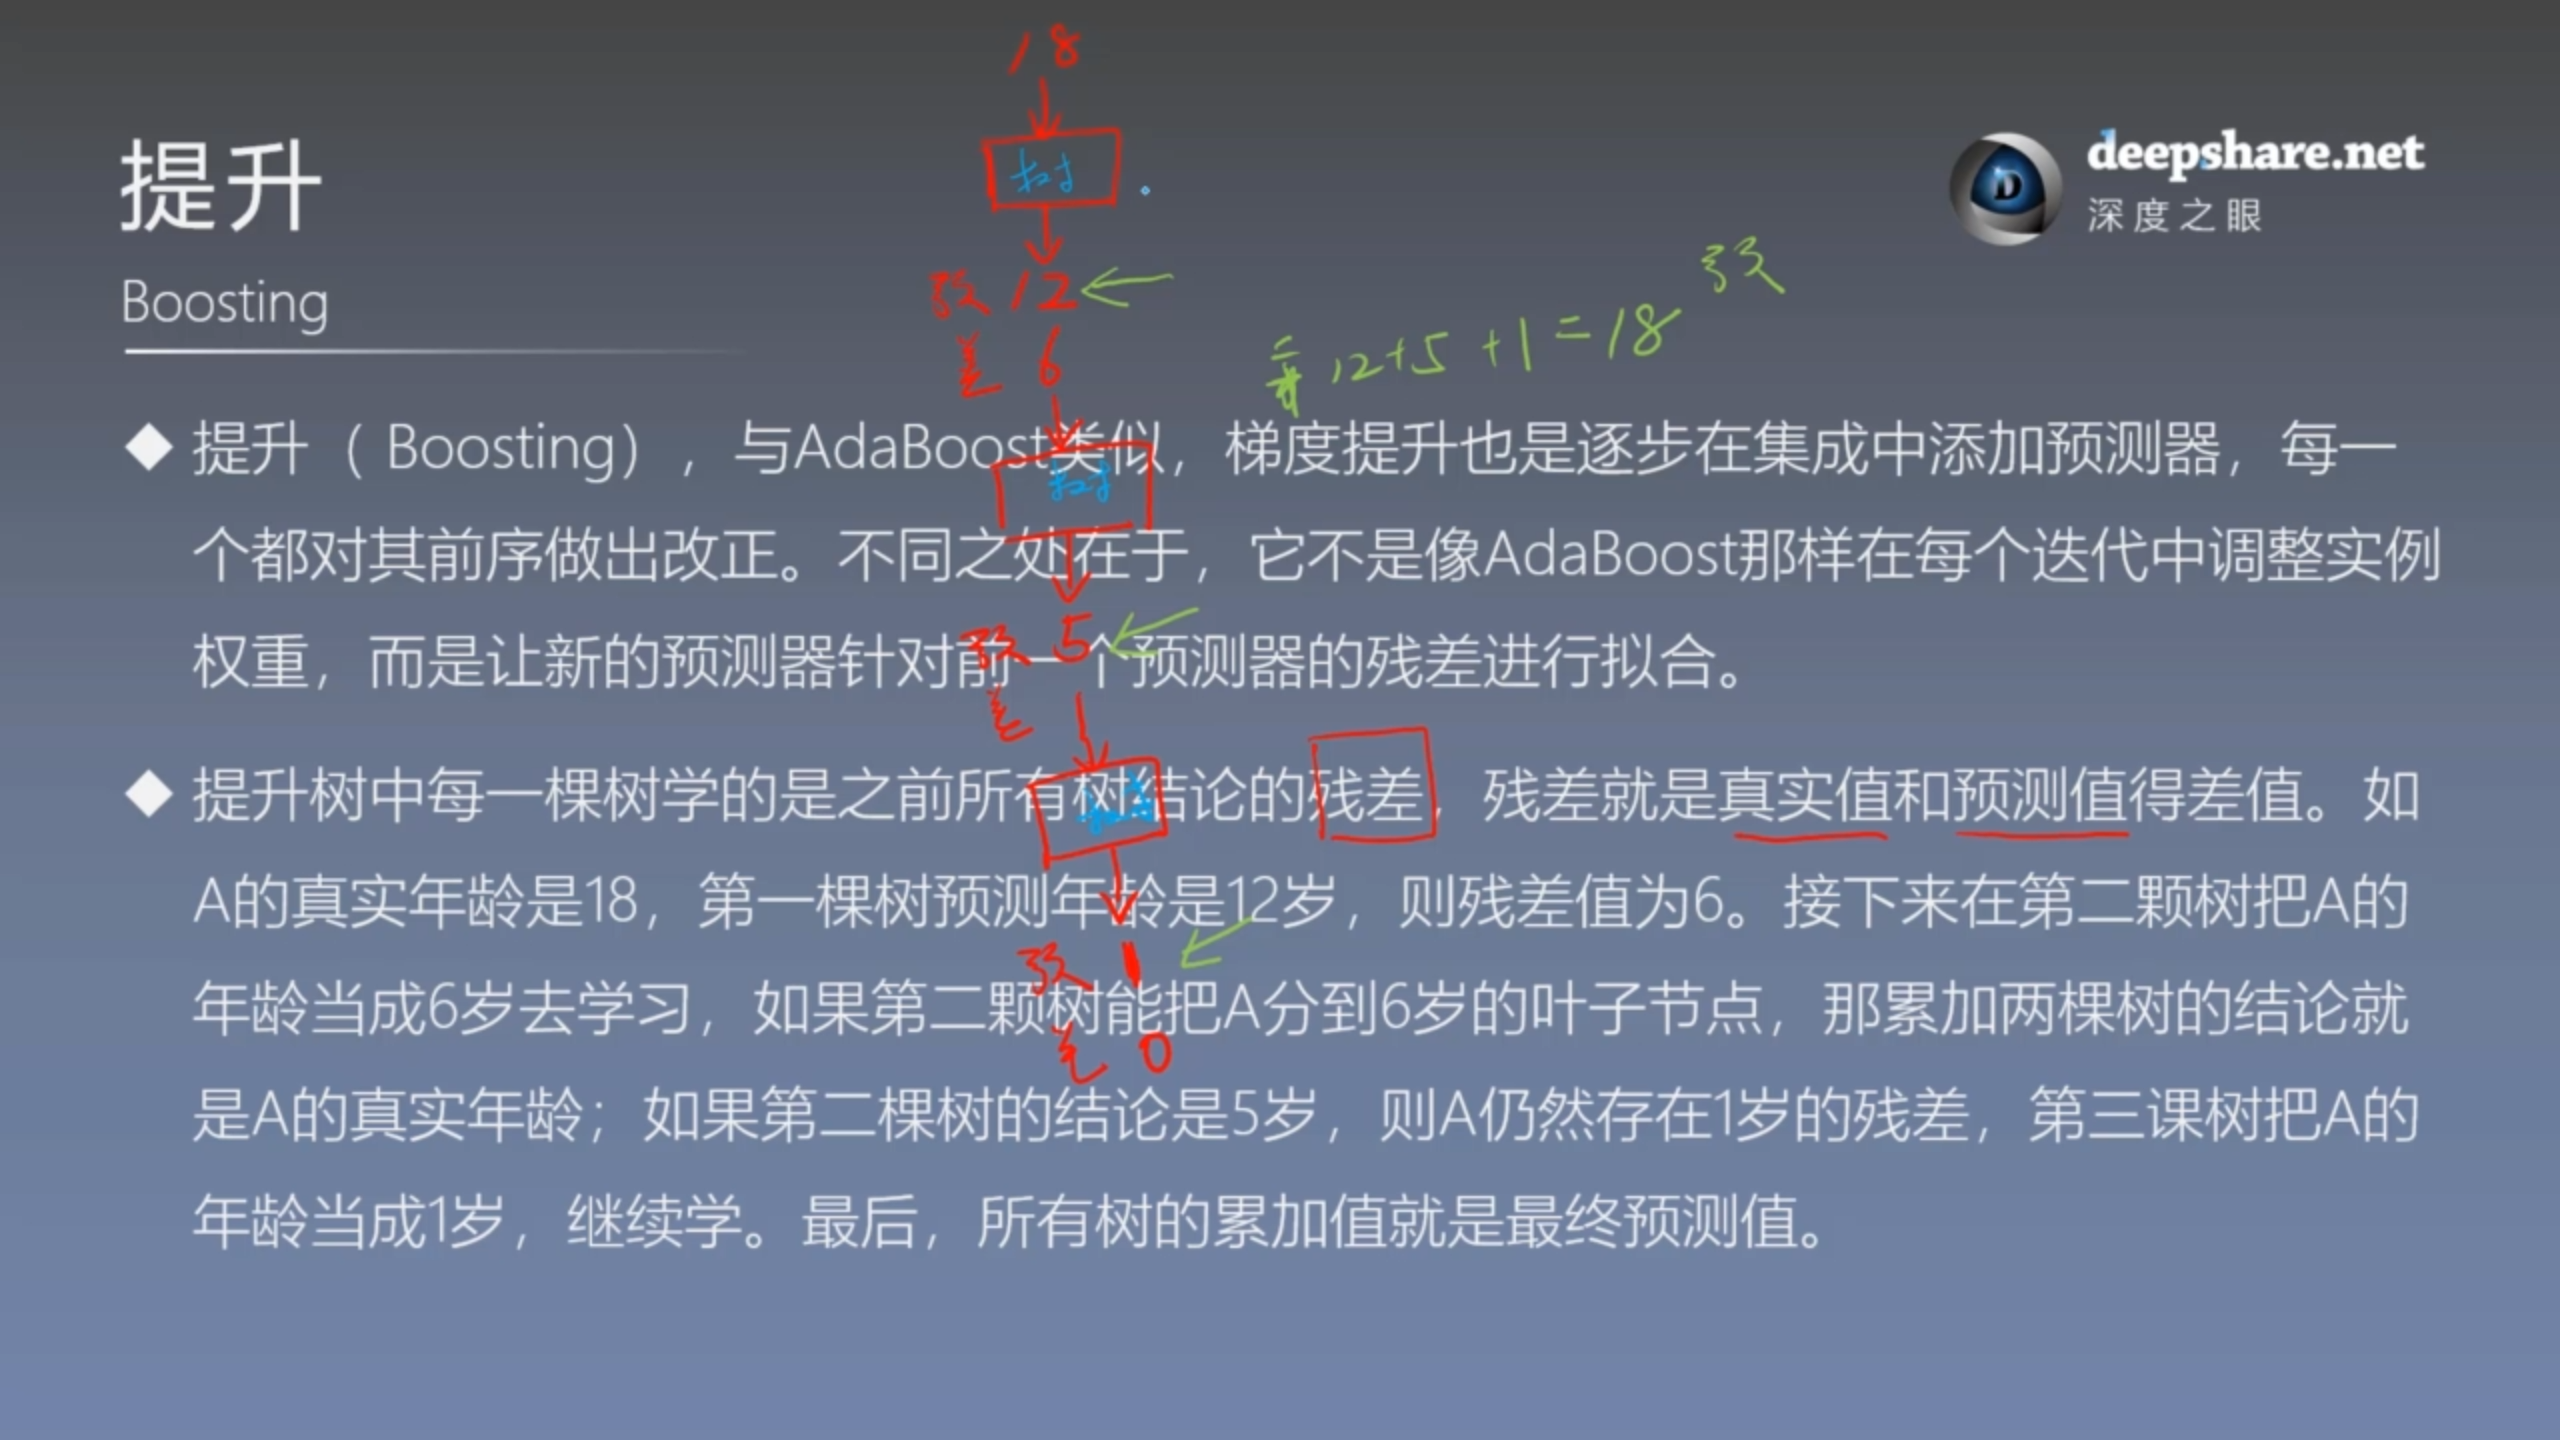 18
树
提升
deepshare.net
深度之眼
Boosting
预 12
差 6
12+5+1=18 预
提升（Boosting），与AdaBoost类似，梯度提升也是逐步在集成中添加预测器，每一
树
个都对其前序做出改正。不同之处在于，它不是像AdaBoost那样在每个迭代中调整实例
权重，而是让新的预测器针对前一个预测器的残差进行拟合。
预 5
差 1
提升树中每一棵树学的是之前所有树结论的残差，残差就是真实值和预测值得差值。如
A的真实年龄是18，第一棵树预测年龄是12岁，则残差值为6。接下来在第二颗树把A的
预 1
年龄当成6岁去学习，如果第二颗树能把A分到6岁的叶子节点，那累加两棵树的结论就
差 0
是A的真实年龄；如果第二棵树的结论是5岁，则A仍然存在1岁的残差，第三课树把A的
年龄当成1岁，继续学。最后，所有树的累加值就是最终预测值。